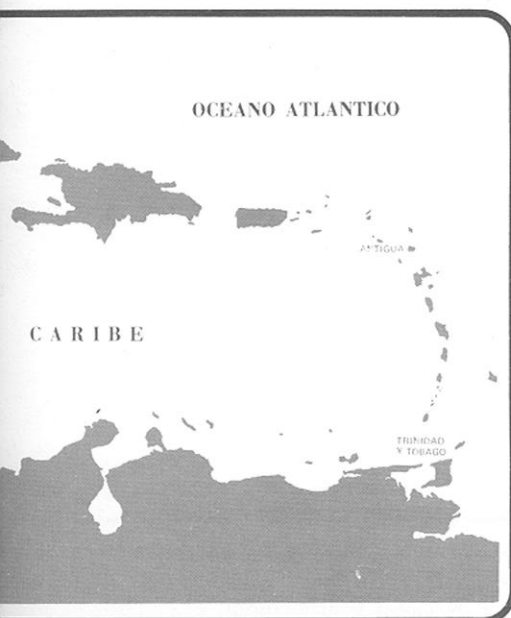 OCEANO ATLANTICO
ANTIGUA
CARIBE
TRINIDAD
Y TOBAGO